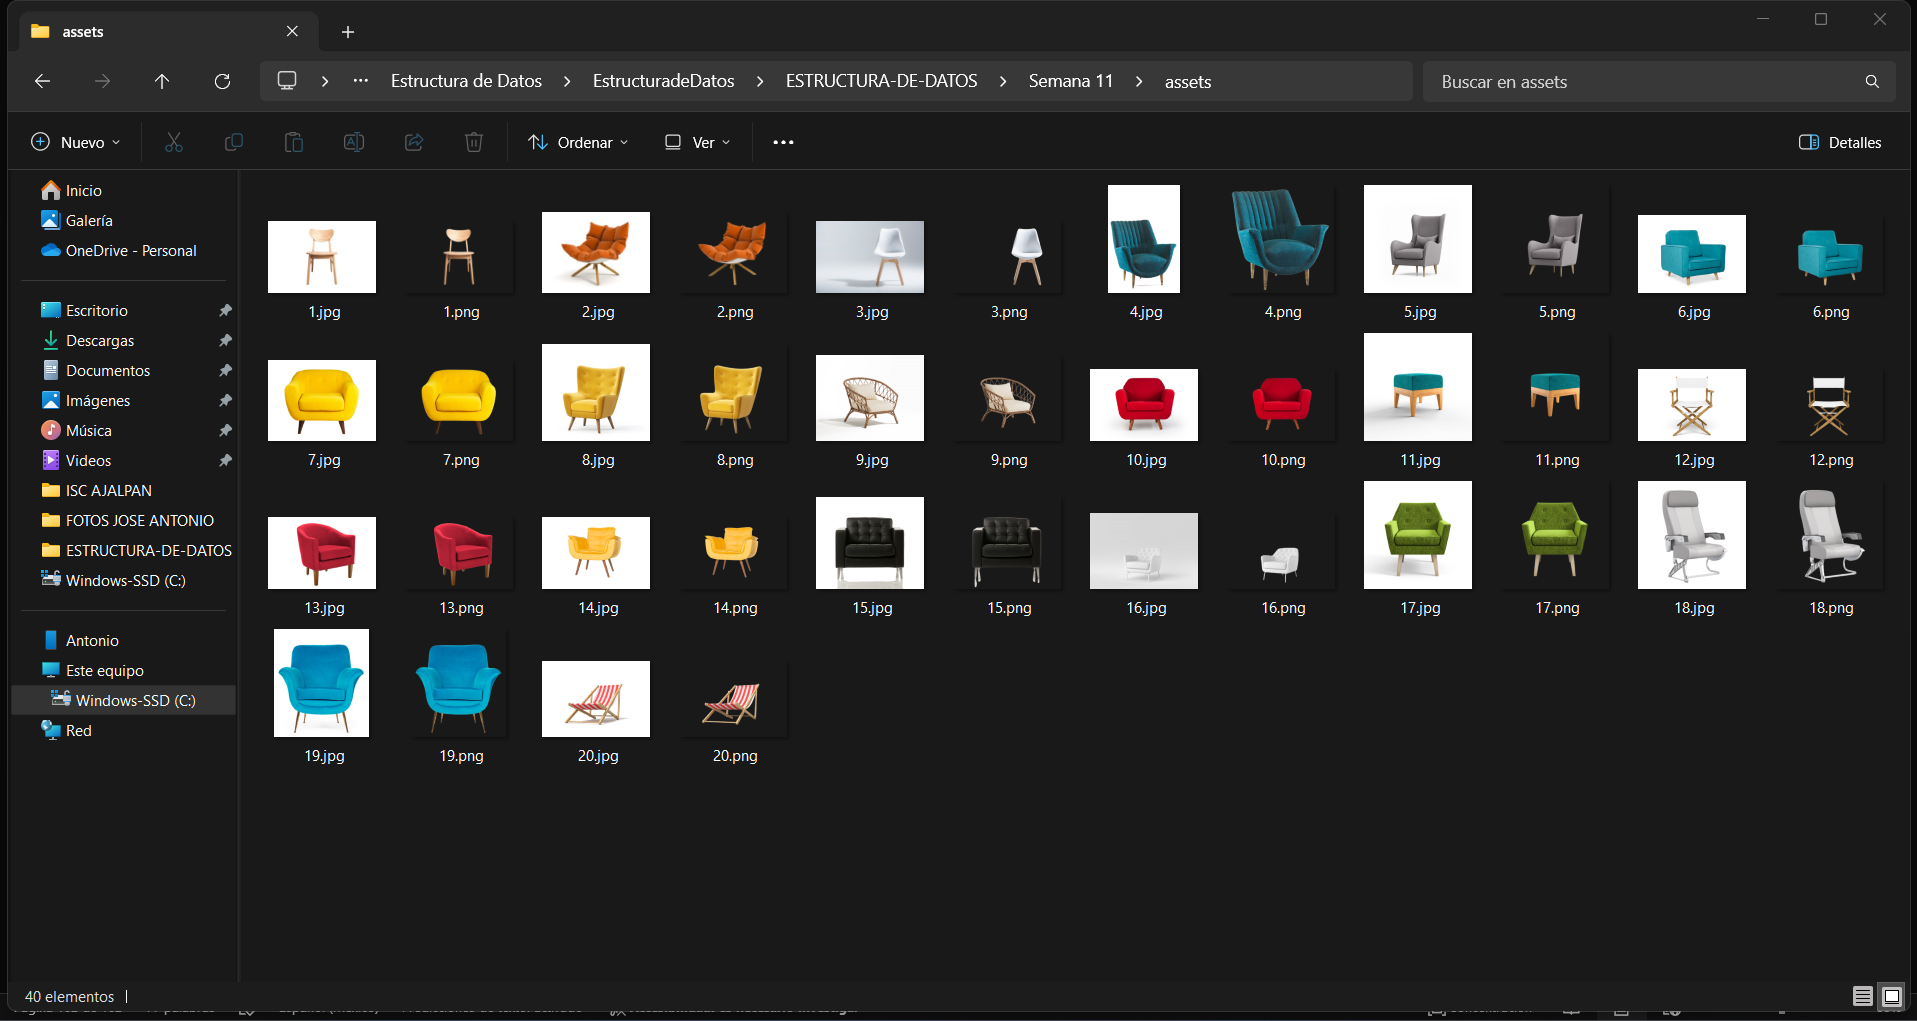 assets
Estructura de Datos > EstructuradeDatos > ESTRUCTURA-DE-DATOS > Semana 11 > assets
Buscar en assets
Nuevo
Ordenar
Ver
Detalles
Inicio
Galería
OneDrive - Personal
Escritorio
Descargas
Documentos
Imágenes
Música
Videos
ISC AJALPAN
FOTOS JOSE ANTONIO
ESTRUCTURA-DE-DATOS
Windows-SSD (C:)
Antonio
Este equipo
Windows-SSD (C:)
Red
1.jpg 1.png 2.jpg 2.png 3.jpg 3.png 4.jpg 4.png 5.jpg 5.png 6.jpg 6.png
7.jpg 7.png 8.jpg 8.png 9.jpg 9.png 10.jpg 10.png 11.jpg 11.png 12.jpg 12.png
13.jpg 13.png 14.jpg 14.png 15.jpg 15.png 16.jpg 16.png 17.jpg 17.png 18.jpg 18.png
19.jpg 19.png 20.jpg 20.png
40 elementos